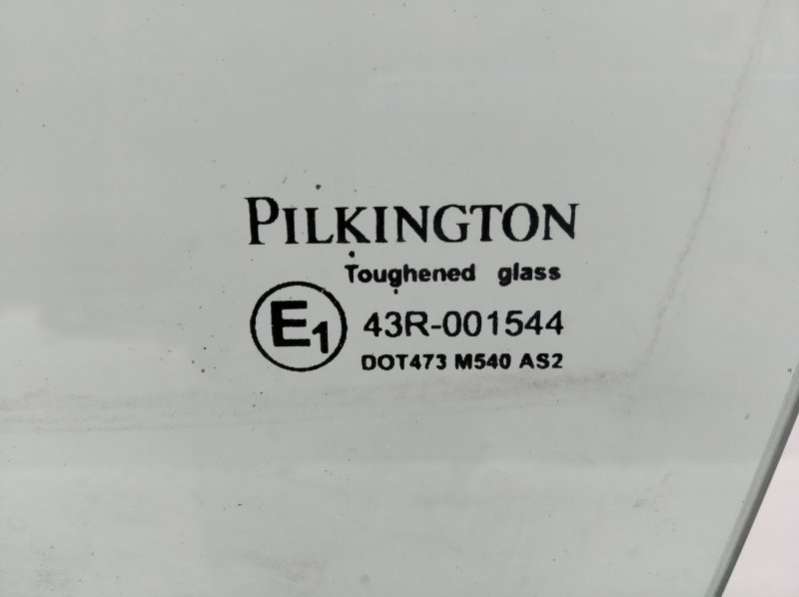 PILKINGTON
Toughened glass
E1 43R-001544
DOT473 M540 AS2